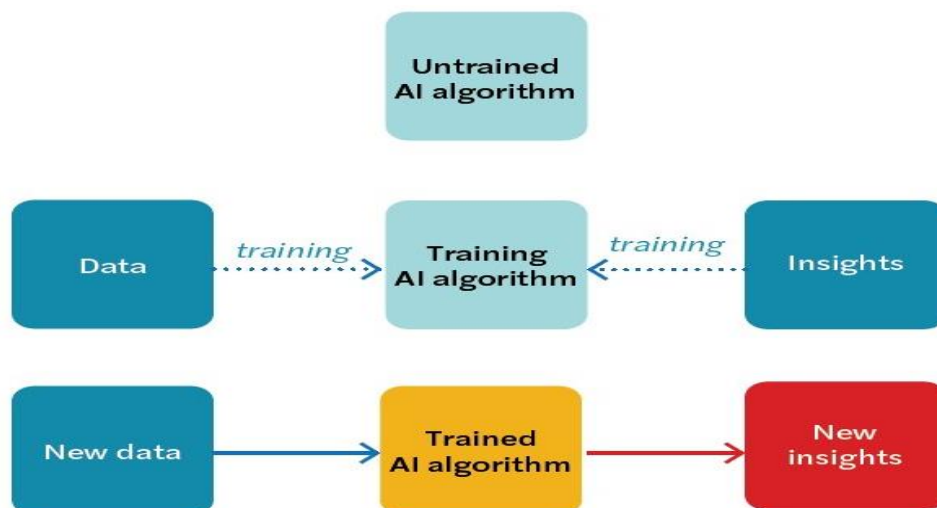 Untrained
AI algorithm
Data
training
Training
AI algorithm
training
Insights
New data
Trained
AI algorithm
New
insights